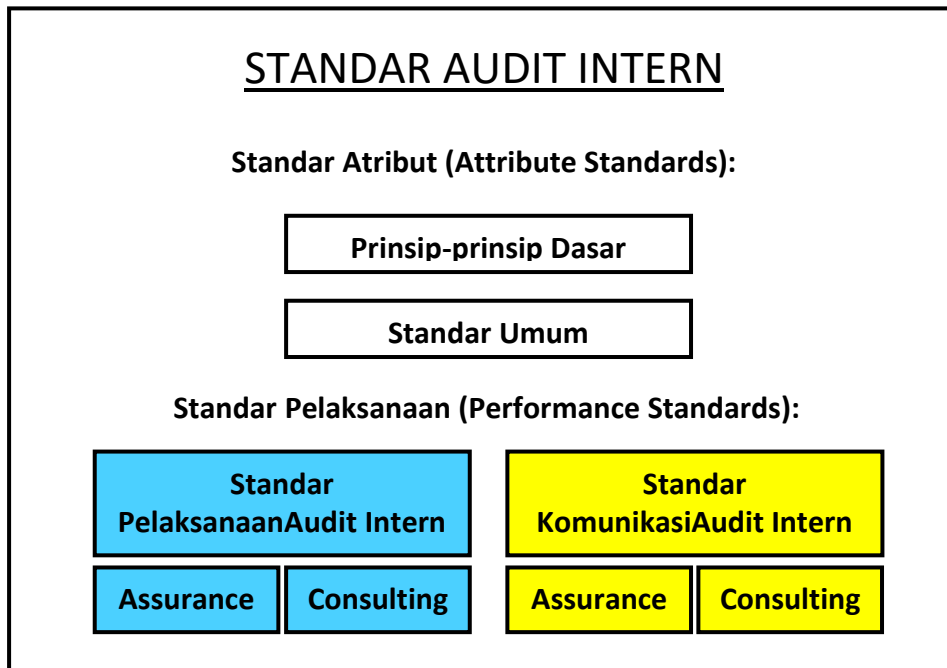 STANDAR AUDIT INTERN
Standar Atribut (Attribute Standards):
Prinsip-prinsip Dasar
Standar Umum
Standar Pelaksanaan (Performance Standards):
Standar
PelaksanaanAudit Intern
Standar
KomunikasiAudit Intern
Assurance
Consulting
Assurance
Consulting